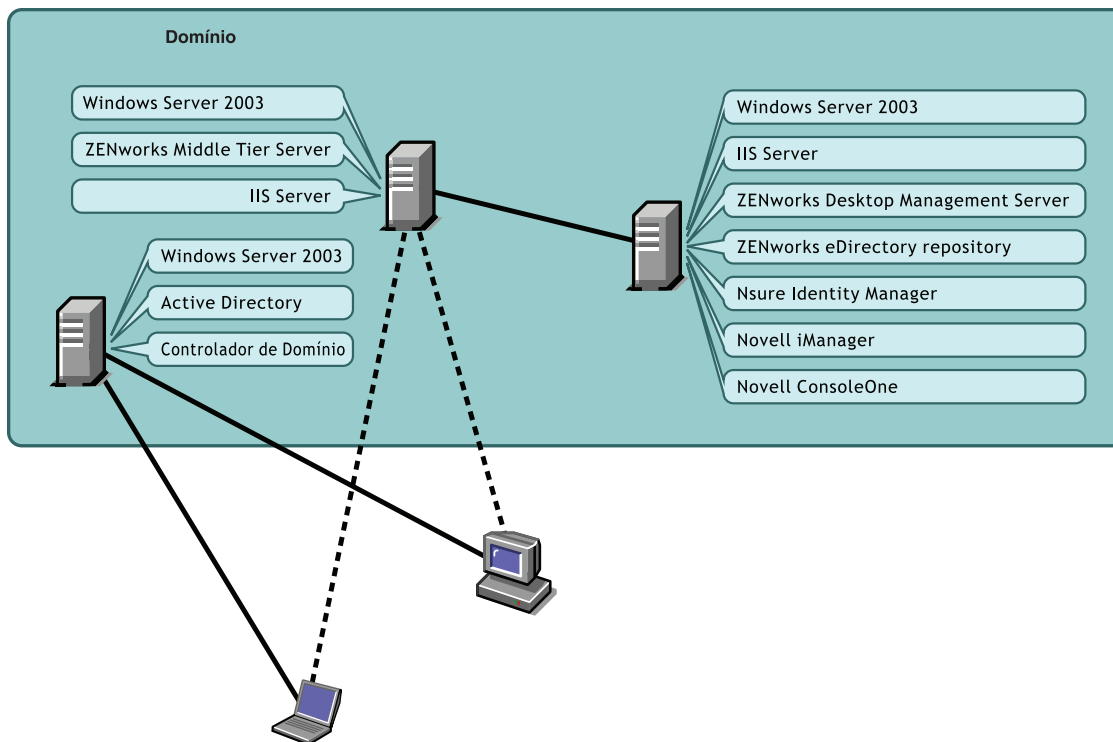 Domínio
Windows Server 2003
ZENworks Middle Tier Server
IIS Server
Windows Server 2003
Active Directory
Controlador de Domínio
Windows Server 2003
IIS Server
ZENworks Desktop Management Server
ZENworks eDirectory repository
Nsure Identity Manager
Novell iManager
Novell ConsoleOne